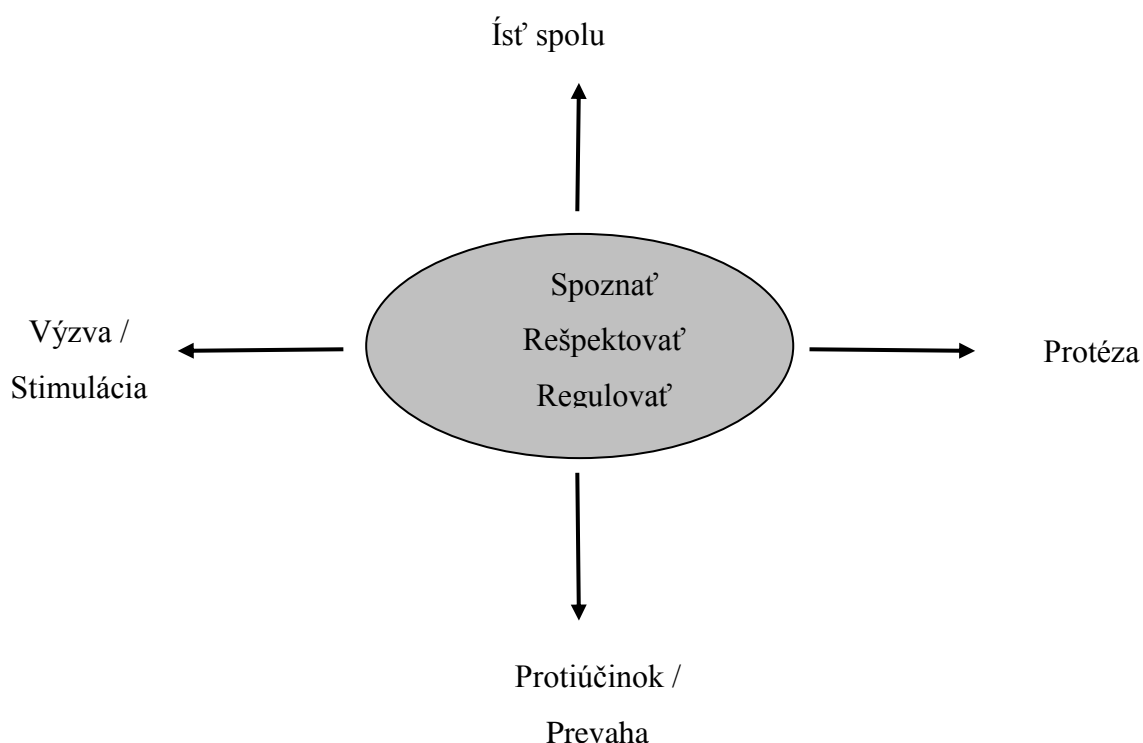 Ísť spolu
Spoznať
Rešpektovať
Regulovať
Výzva /
Stimulácia
Protéza
Protiúčinok /
Prevaha